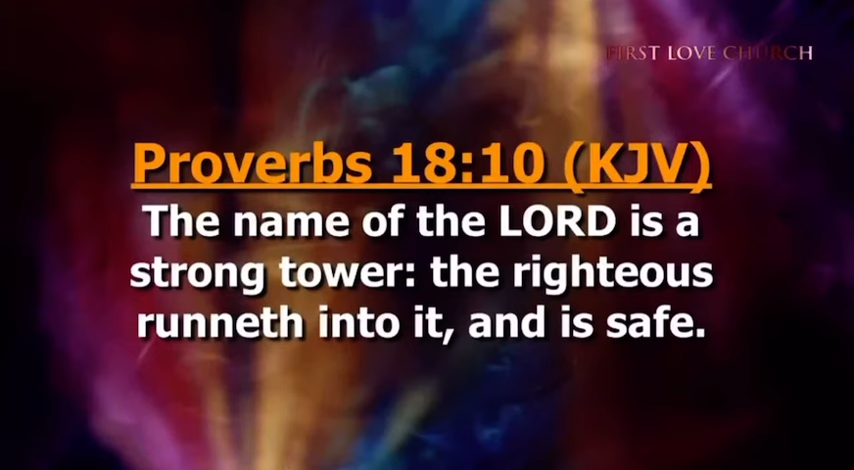 FIRST LOVE CHURCH
Proverbs 18:10 (KJV)
The name of the LORD is a
strong tower: the righteous
runneth into it, and is safe.